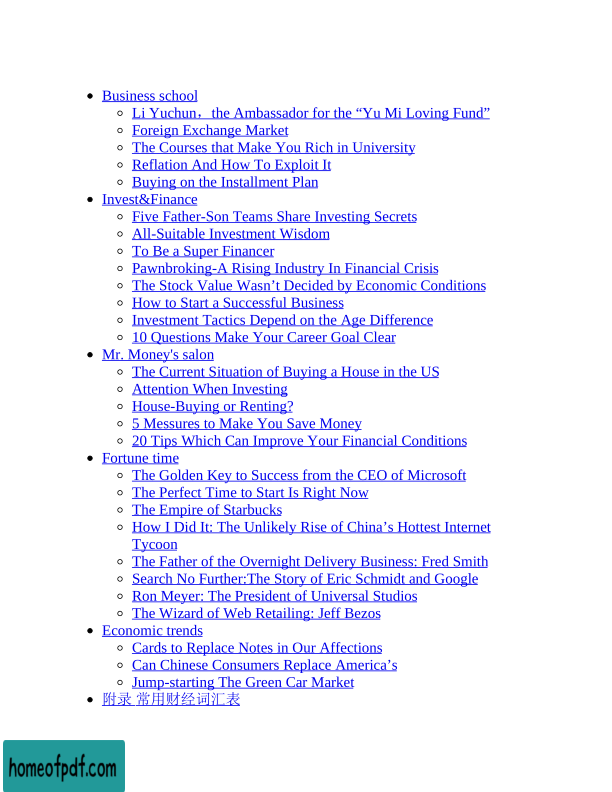 Business school
Li Yuchun，the Ambassador for the “Yu Mi Loving Fund”
Foreign Exchange Market
The Courses that Make You Rich in University
Reflation And How To Exploit It
Buying on the Installment Plan
Invest&Finance
Five Father-Son Teams Share Investing Secrets
All-Suitable Investment Wisdom
To Be a Super Financer
Pawnbroking-A Rising Industry In Financial Crisis
The Stock Value Wasn’t Decided by Economic Conditions
How to Start a Successful Business
Investment Tactics Depend on the Age Difference
10 Questions Make Your Career Goal Clear
Mr. Money's salon
The Current Situation of Buying a House in the US
Attention When Investing
House-Buying or Renting?
5 Messures to Make You Save Money
20 Tips Which Can Improve Your Financial Conditions
Fortune time
The Golden Key to Success from the CEO of Microsoft
The Perfect Time to Start Is Right Now
The Empire of Starbucks
How I Did It: The Unlikely Rise of China’s Hottest Internet
Tycoon
The Father of the Overnight Delivery Business: Fred Smith
Search No Further:The Story of Eric Schmidt and Google
Ron Meyer: The President of Universal Studios
The Wizard of Web Retailing: Jeff Bezos
Economic trends
Cards to Replace Notes in Our Affections
Can Chinese Consumers Replace America’s
Jump-starting The Green Car Market
附录 常用财经词汇表
homeofpdf.com